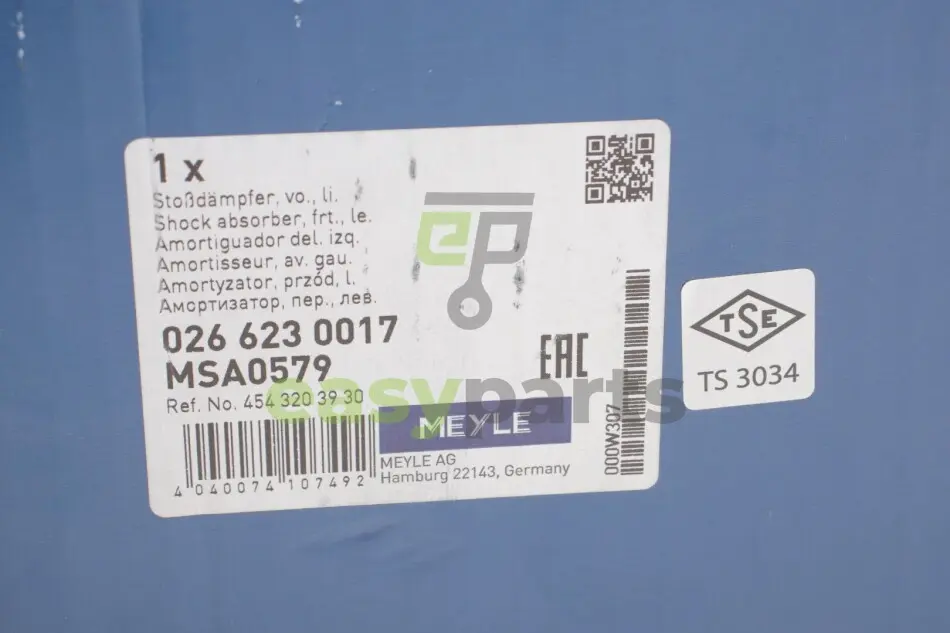 1 x
Stoßdämpfer, vo., li.
Shock absorber, frt., le.
Amortiguador del. izq.
Amortisseur, av. gau.
Amortyzator, przód, l.
Амортизатор, пер., лев.
026 623 0017
MSA0579
Ref. No. 454 320 39 30
4 040074 107492
MEYLE
MEYLE AG
Hamburg 22143, Germany
EAC
000W307
TSE
TS 3034
ep
easyparts